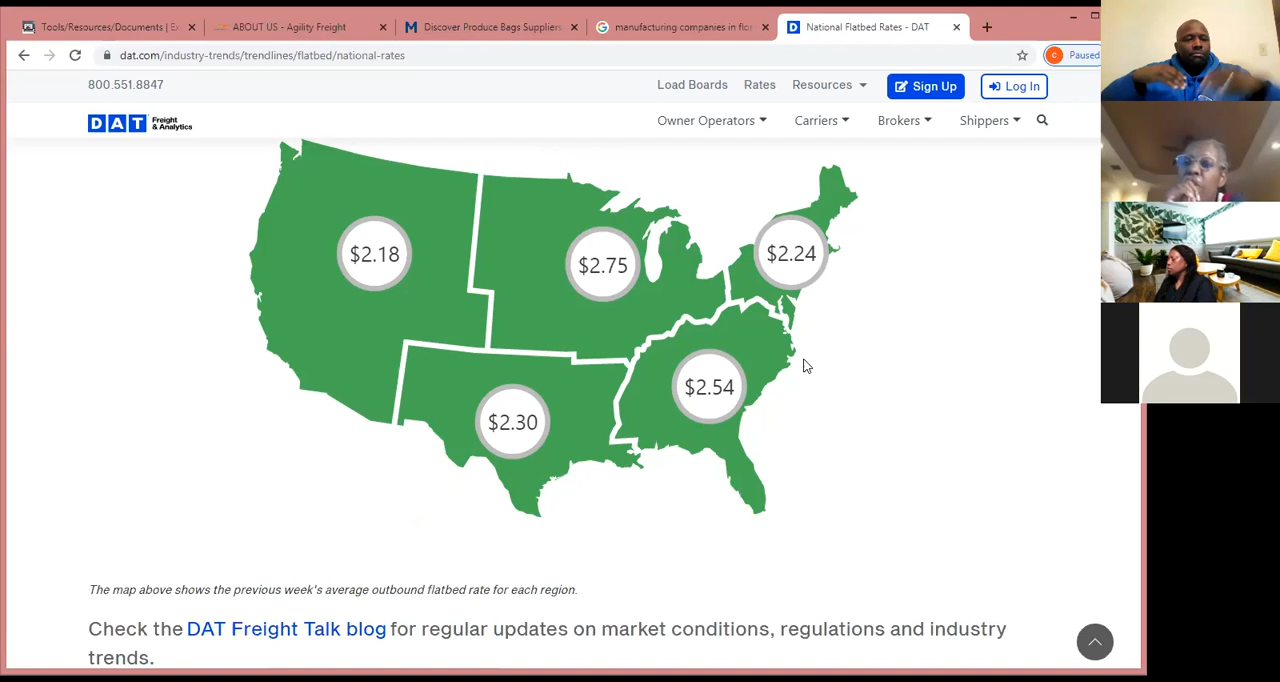 Tools/Resources/Documents | E
ABOUT US - Agility Freight
Discover Produce Bags Suppliers
manufacturing companies in flo
National Flatbed Rates - DAT
dat.com/industry-trends/trendlines/flatbed/national-rates
C
Paused
800.551.8847
Load Boards
Rates
Resources
Sign Up
Log In
DAT Freight & Analytics
Owner Operators
Carriers
Brokers
Shippers
$2.18
$2.75
$2.24
$2.54
$2.30
The map above shows the previous week's average outbound flatbed rate for each region.
Check the DAT Freight Talk blog for regular updates on market conditions, regulations and industry
trends.